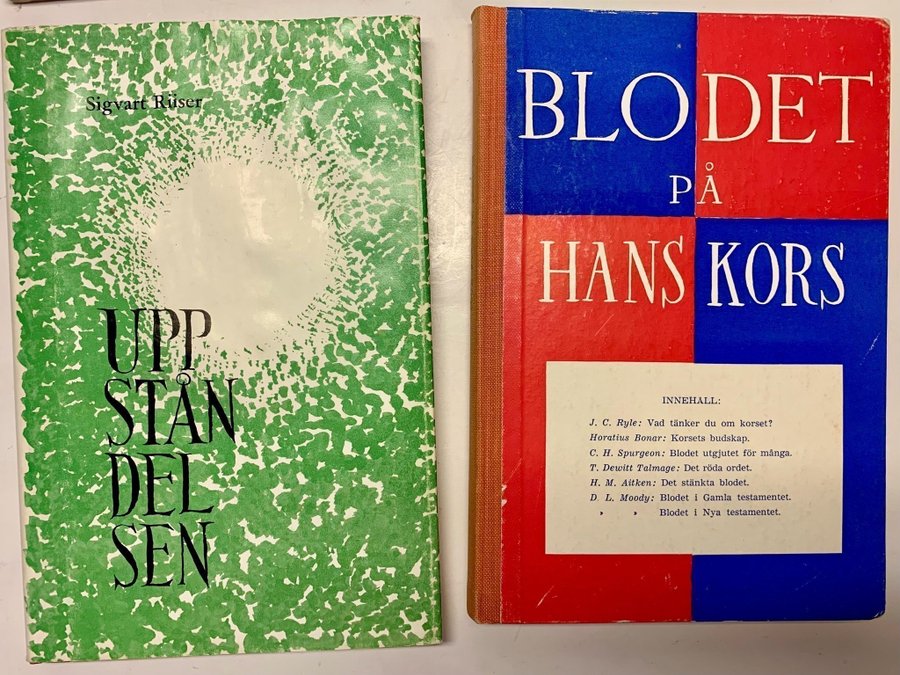 Sigvart Riiser
UPP
STÅN
DEL
SEN
BLODET
PÅ
HANS KORS
INNEHÅLL:
J. C. Ryle: Vad tänker du om korset?
Horatius Bonar: Korsets budskap.
C. H. Spurgeon: Blodet utgjutet för många.
T. Dewitt Talmage: Det röda ordet.
H. M. Aitken: Det stänkta blodet.
D. L. Moody: Blodet i Gamla testamentet.
» » Blodet i Nya testamentet.